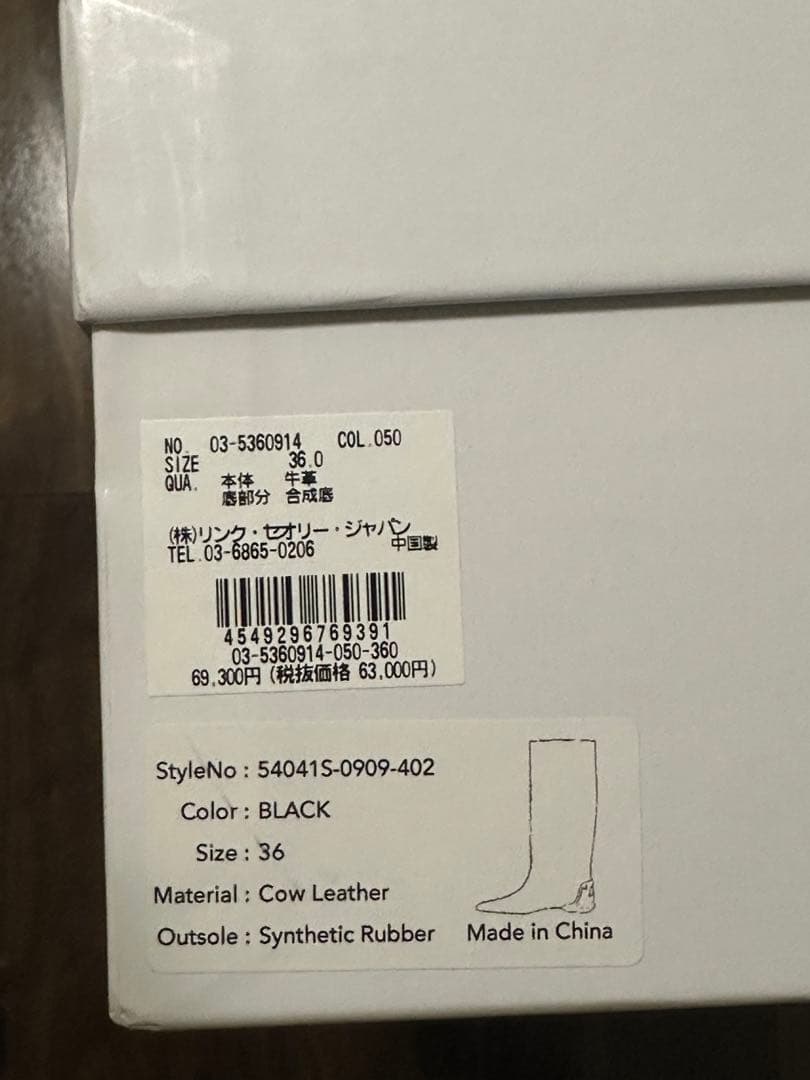 NO. 03-5360914 COL.050
SIZE 36.0
QUA. 本体 牛革
底部分 合成底
(株)リンク・セオリー・ジャパン
TEL.03-6865-0206 中国製
4549296769391
03-5360914-050-360
69,300円 (税抜価格 63,000円)
StyleNo : 54041S-0909-402
Color : BLACK
Size : 36
Material : Cow Leather
Outsole : Synthetic Rubber
Made in China